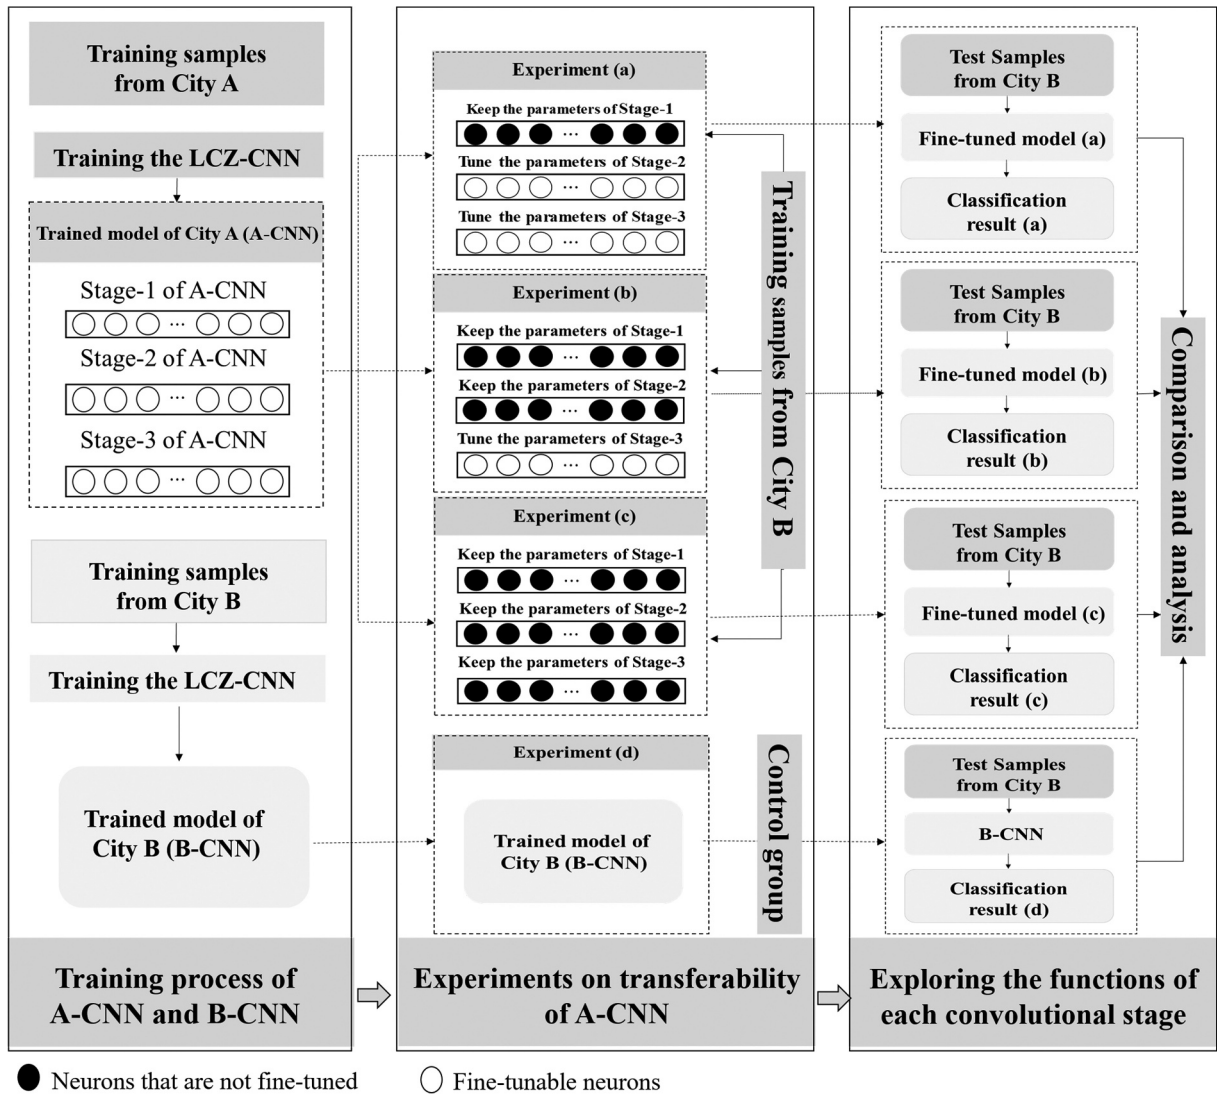 Training samples
from City A
Training the LCZ-CNN
Trained model of City A (A-CNN)
Stage-1 of A-CNN
...
Stage-2 of A-CNN
...
Stage-3 of A-CNN
...
Training samples
from City B
Training the LCZ-CNN
Trained model of
City B (B-CNN)
Training process of
A-CNN and B-CNN
Experiment (a)
Keep the parameters of Stage-1
...
Tune the parameters of Stage-2
...
Tune the parameters of Stage-3
...
Experiment (b)
Keep the parameters of Stage-1
...
Keep the parameters of Stage-2
...
Tune the parameters of Stage-3
...
Experiment (c)
Keep the parameters of Stage-1
...
Keep the parameters of Stage-2
...
Keep the parameters of Stage-3
...
Training samples from City B
Experiment (d)
Trained model of
City B (B-CNN)
Control group
Experiments on transferability
of A-CNN
Test Samples
from City B
Fine-tuned model (a)
Classification
result (a)
Test Samples
from City B
Fine-tuned model (b)
Classification
result (b)
Test Samples
from City B
Fine-tuned model (c)
Classification
result (c)
Test Samples
from City B
B-CNN
Classification
result (d)
Comparison and analysis
Exploring the functions of
each convolutional stage
Neurons that are not fine-tuned
Fine-tunable neurons